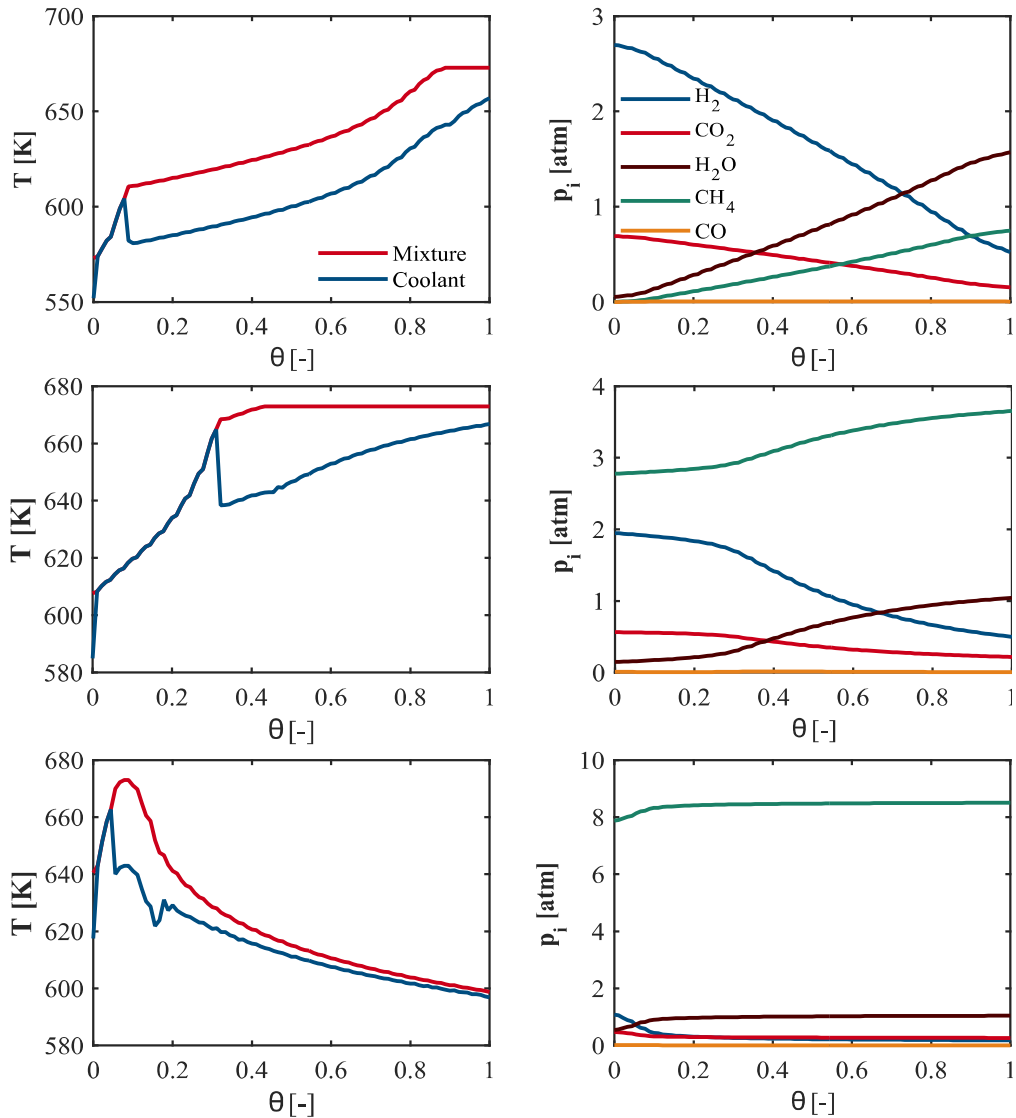 700
650
600
550
T [K]
Mixture
Coolant
0 0.2 0.4 0.6 0.8 1
θ [-]
3
2
1
0
p_i [atm]
H_2
CO_2
H_2O
CH_4
CO
0 0.2 0.4 0.6 0.8 1
θ [-]
680
660
640
620
600
580
T [K]
0 0.2 0.4 0.6 0.8 1
θ [-]
4
3
2
1
0
p_i [atm]
0 0.2 0.4 0.6 0.8 1
θ [-]
680
660
640
620
600
580
T [K]
0 0.2 0.4 0.6 0.8 1
θ [-]
10
8
6
4
2
0
p_i [atm]
0 0.2 0.4 0.6 0.8 1
θ [-]